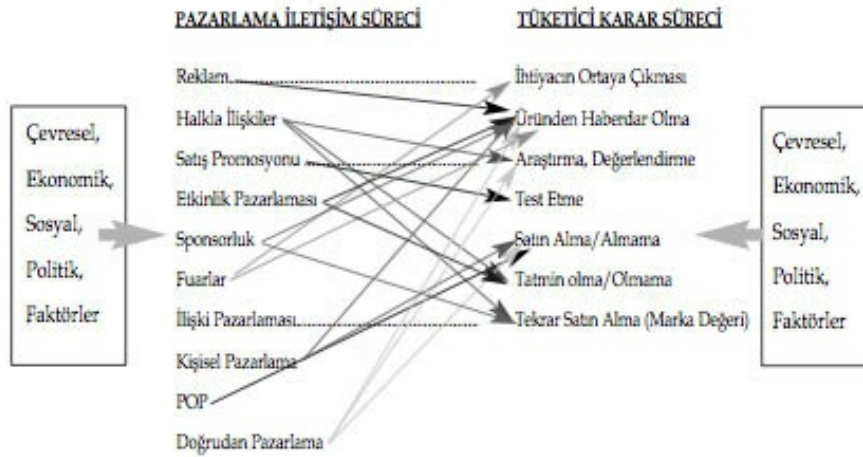 PAZARLAMA İLETİŞİM SÜRECİ
TÜKETİCİ KARAR SÜRECİ
Çevresel,
Ekonomik,
Sosyal,
Politik,
Faktörler
Reklam
Halkla İlişkiler
Satış Promosyonu
Etkinlik Pazarlaması
Sponsorluk
Fuarlar
İlişki Pazarlaması
Kişisel Pazarlama
POP
Doğrudan Pazarlama
İhtiyacın Ortaya Çıkması
Üründen Haberdar Olma
Araştırma, Değerlendirme
Test Etme
Satın Alma/Almama
Tatmin olma/Olmama
Tekrar Satın Alma (Marka Değeri)
Çevresel,
Ekonomik,
Sosyal,
Politik,
Faktörler